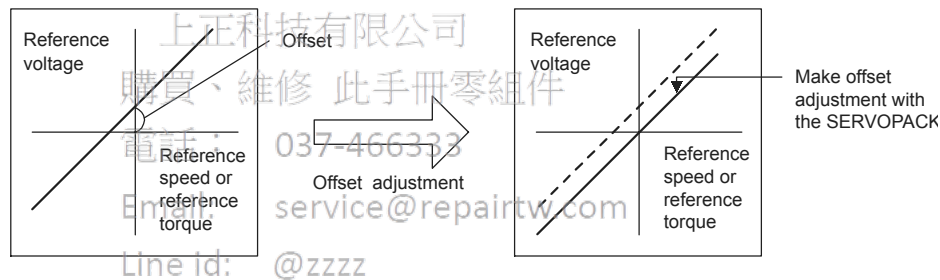 上正科技有限公司
購買、維修 此手冊零組件
電話： 037-466333
Email: service@repairtw.com
Line id: @zzzz
Reference
voltage
Offset
Reference
speed or
reference
torque
Offset adjustment
Reference
voltage
Reference
speed or
reference
torque
Make offset
adjustment with
the SERVOPACK